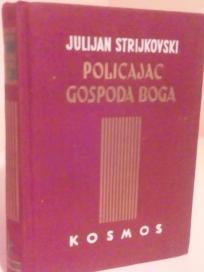 JULIJAN STRIJKOVSKI
POLICAJAC
GOSPODA BOGA
KOSMOS